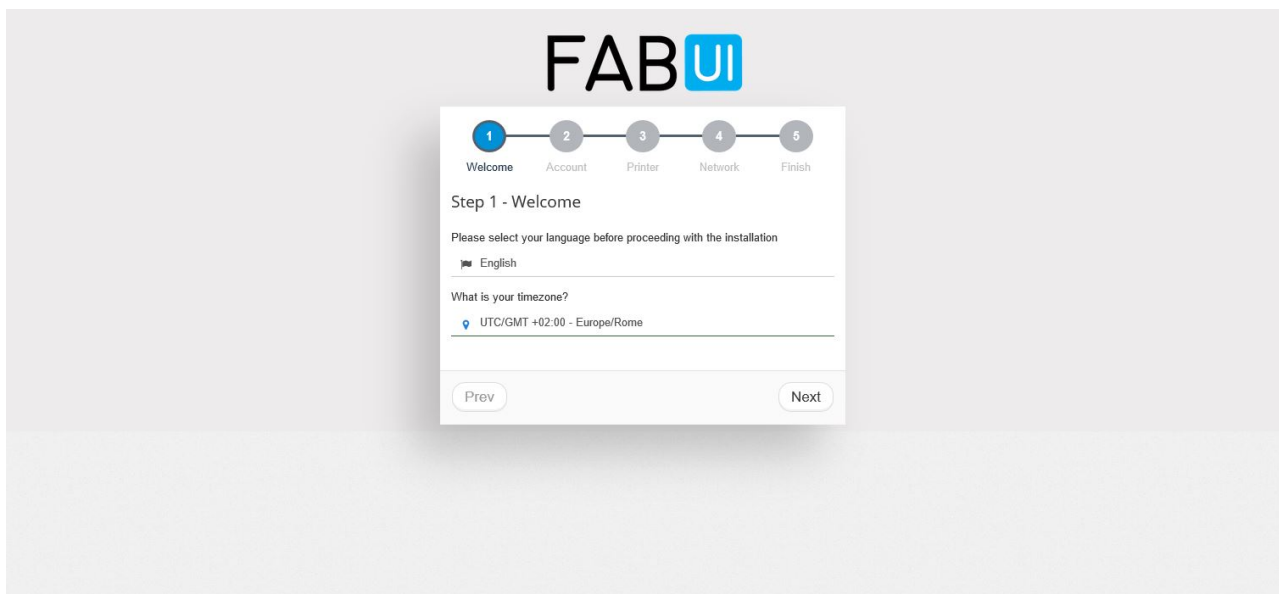 FABUI
1 2 3 4 5
Welcome Account Printer Network Finish
Step 1 - Welcome
Please select your language before proceeding with the installation
English
What is your timezone?
UTC/GMT +02:00 - Europe/Rome
Prev Next